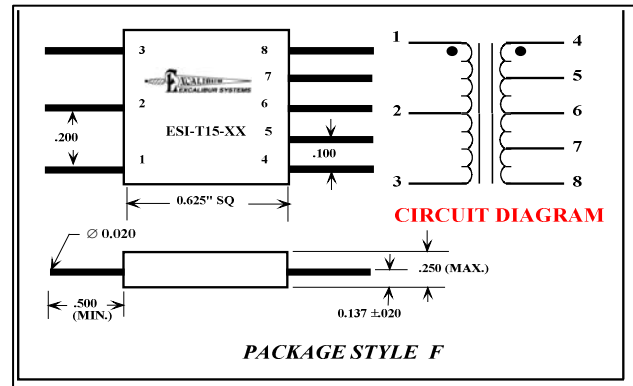 3 8
EXCALIBUR
EXCALIBUR SYSTEMS
7
2 6
ESI-T15-XX
5
1 4
.200
.100
0.625" SQ
1 4
5
2 6
7
3 8
CIRCUIT DIAGRAM
Ø 0.020
.250 (MAX.)
.500
(MIN.)
0.137 ±.020
PACKAGE STYLE F